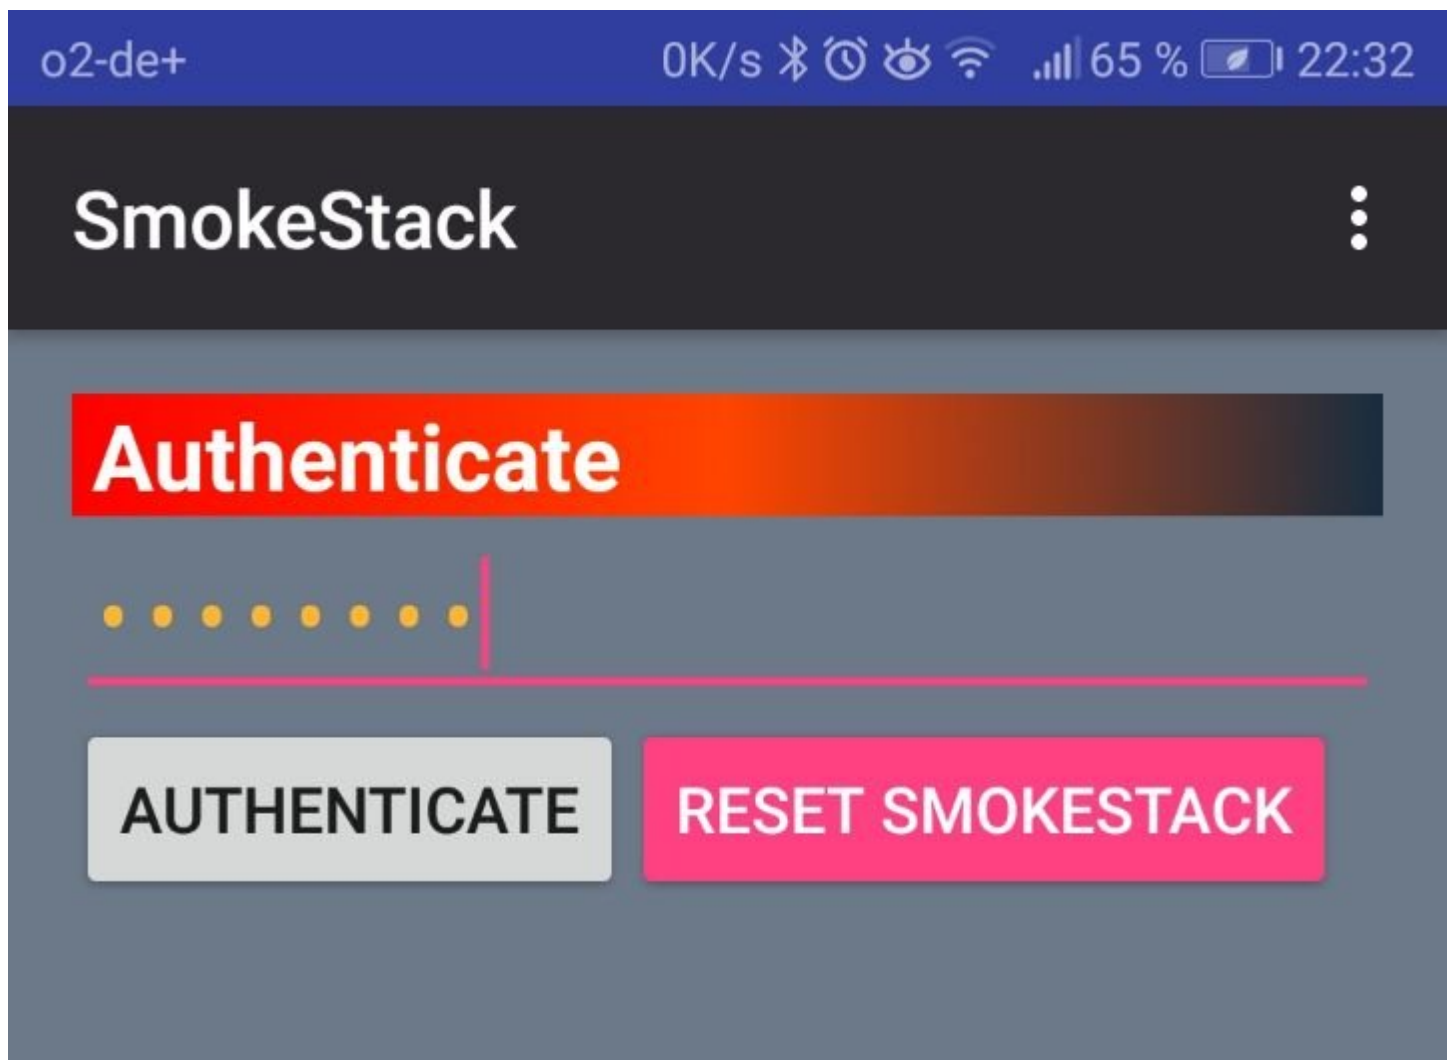 o2-de+ 0K/s 65 % 22:32
SmokeStack
Authenticate
AUTHENTICATE RESET SMOKESTACK